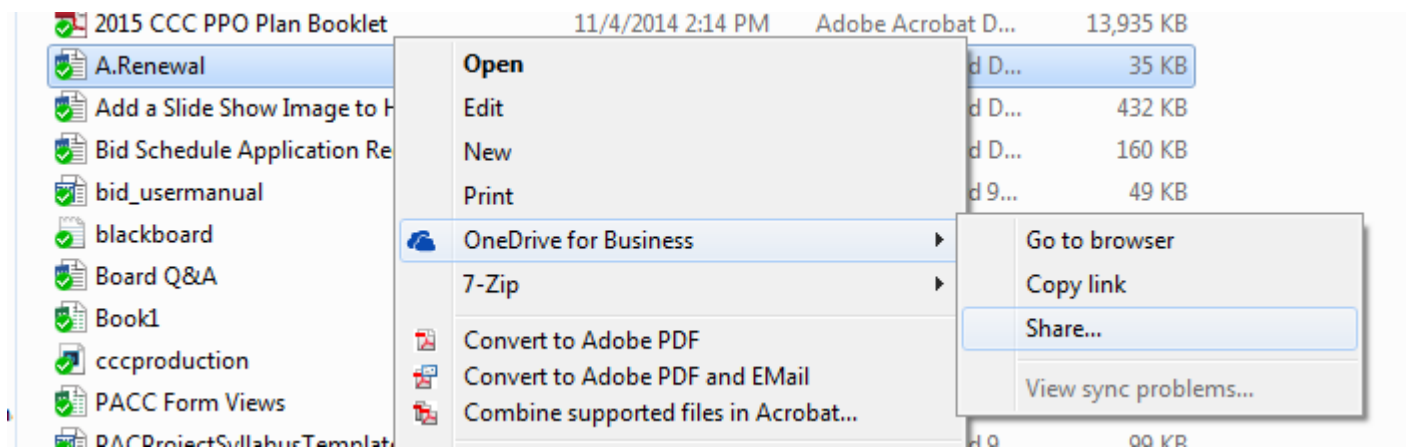 2015 CCC PPO Plan Booklet 11/4/2014 2:14 PM Adobe Acrobat D... 13,935 KB
A.Renewal Open d D... 35 KB
Add a Slide Show Image to H Edit d D... 432 KB
Bid Schedule Application Re New d D... 160 KB
bid_usermanual Print d 9... 49 KB
blackboard OneDrive for Business Go to browser
Board Q&A 7-Zip Copy link
Book1 Convert to Adobe PDF Share...
cccproduction Convert to Adobe PDF and EMail
PACC Form Views Combine supported files in Acrobat... View sync problems...
PACProjectSyllabusTemplate d 9 99 KB